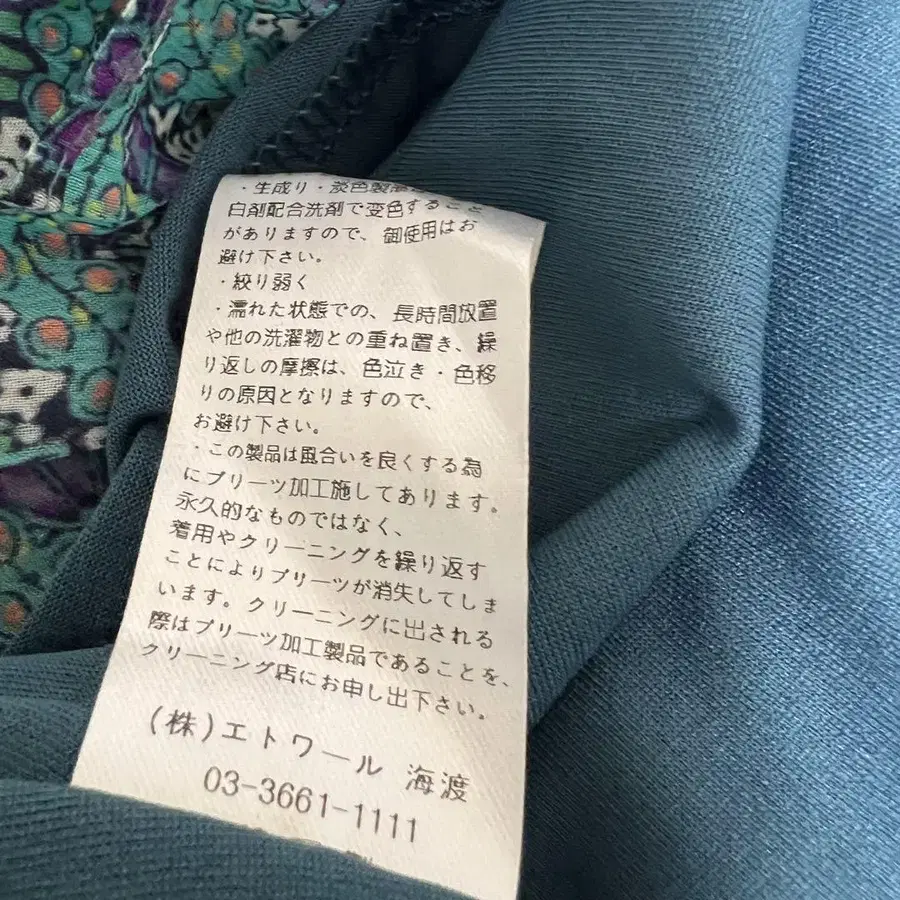 ・生成り・淡色製
白剤配合洗剤で変色すること
がありますので、御使用はお
避け下さい。
・絞り弱く
・濡れた状態での、長時間放置
や他の洗濯物との重ね置き、繰
り返しの摩擦は、色泣き・色移
りの原因となりますので、
お避け下さい。
・この製品は風合いを良くする為
にプリーツ加工施してあります。
永久的なものではなく、
着用やクリーニングを繰り返す
ことによりプリーツが消失してしま
います。クリーニングに出される
際はプリーツ加工製品であることを、
クリーニング店にお申し出下さい。
(株)エトワール 海渡
03-3661-1111